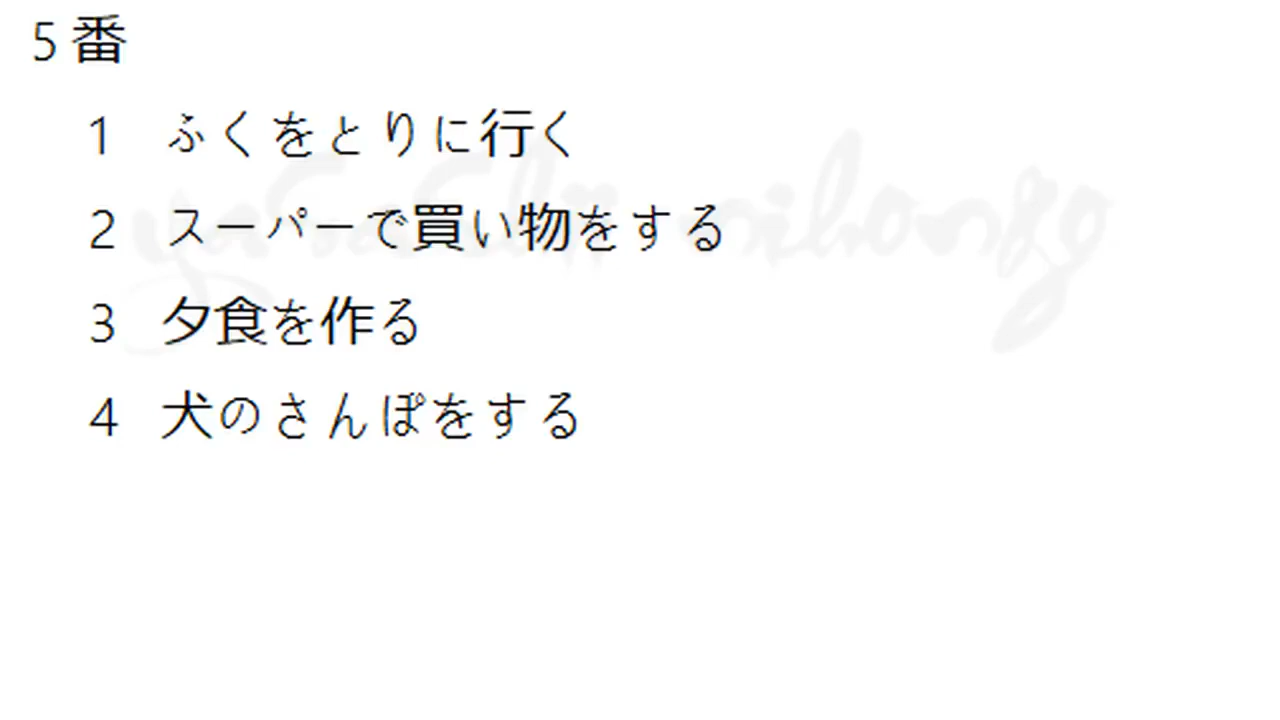 5番
1 ふくをとりに行く
2 スーパーで買い物をする
3 夕食を作る
4 犬のさんぽをする